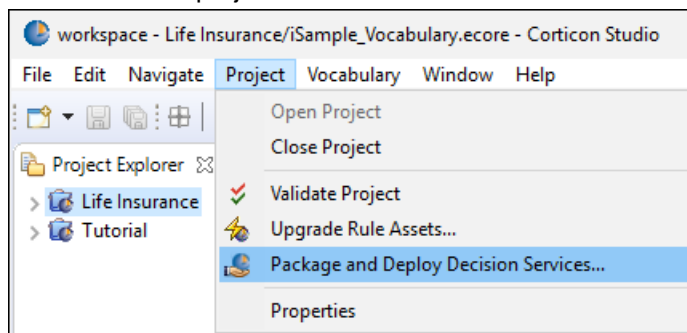 workspace - Life Insurance/iSample_Vocabulary.ecore - Corticon Studio
File Edit Navigate Project Vocabulary Window Help
Open Project
Close Project
Project Explorer
Validate Project
Life Insurance
Upgrade Rule Assets...
Tutorial
Package and Deploy Decision Services...
Properties